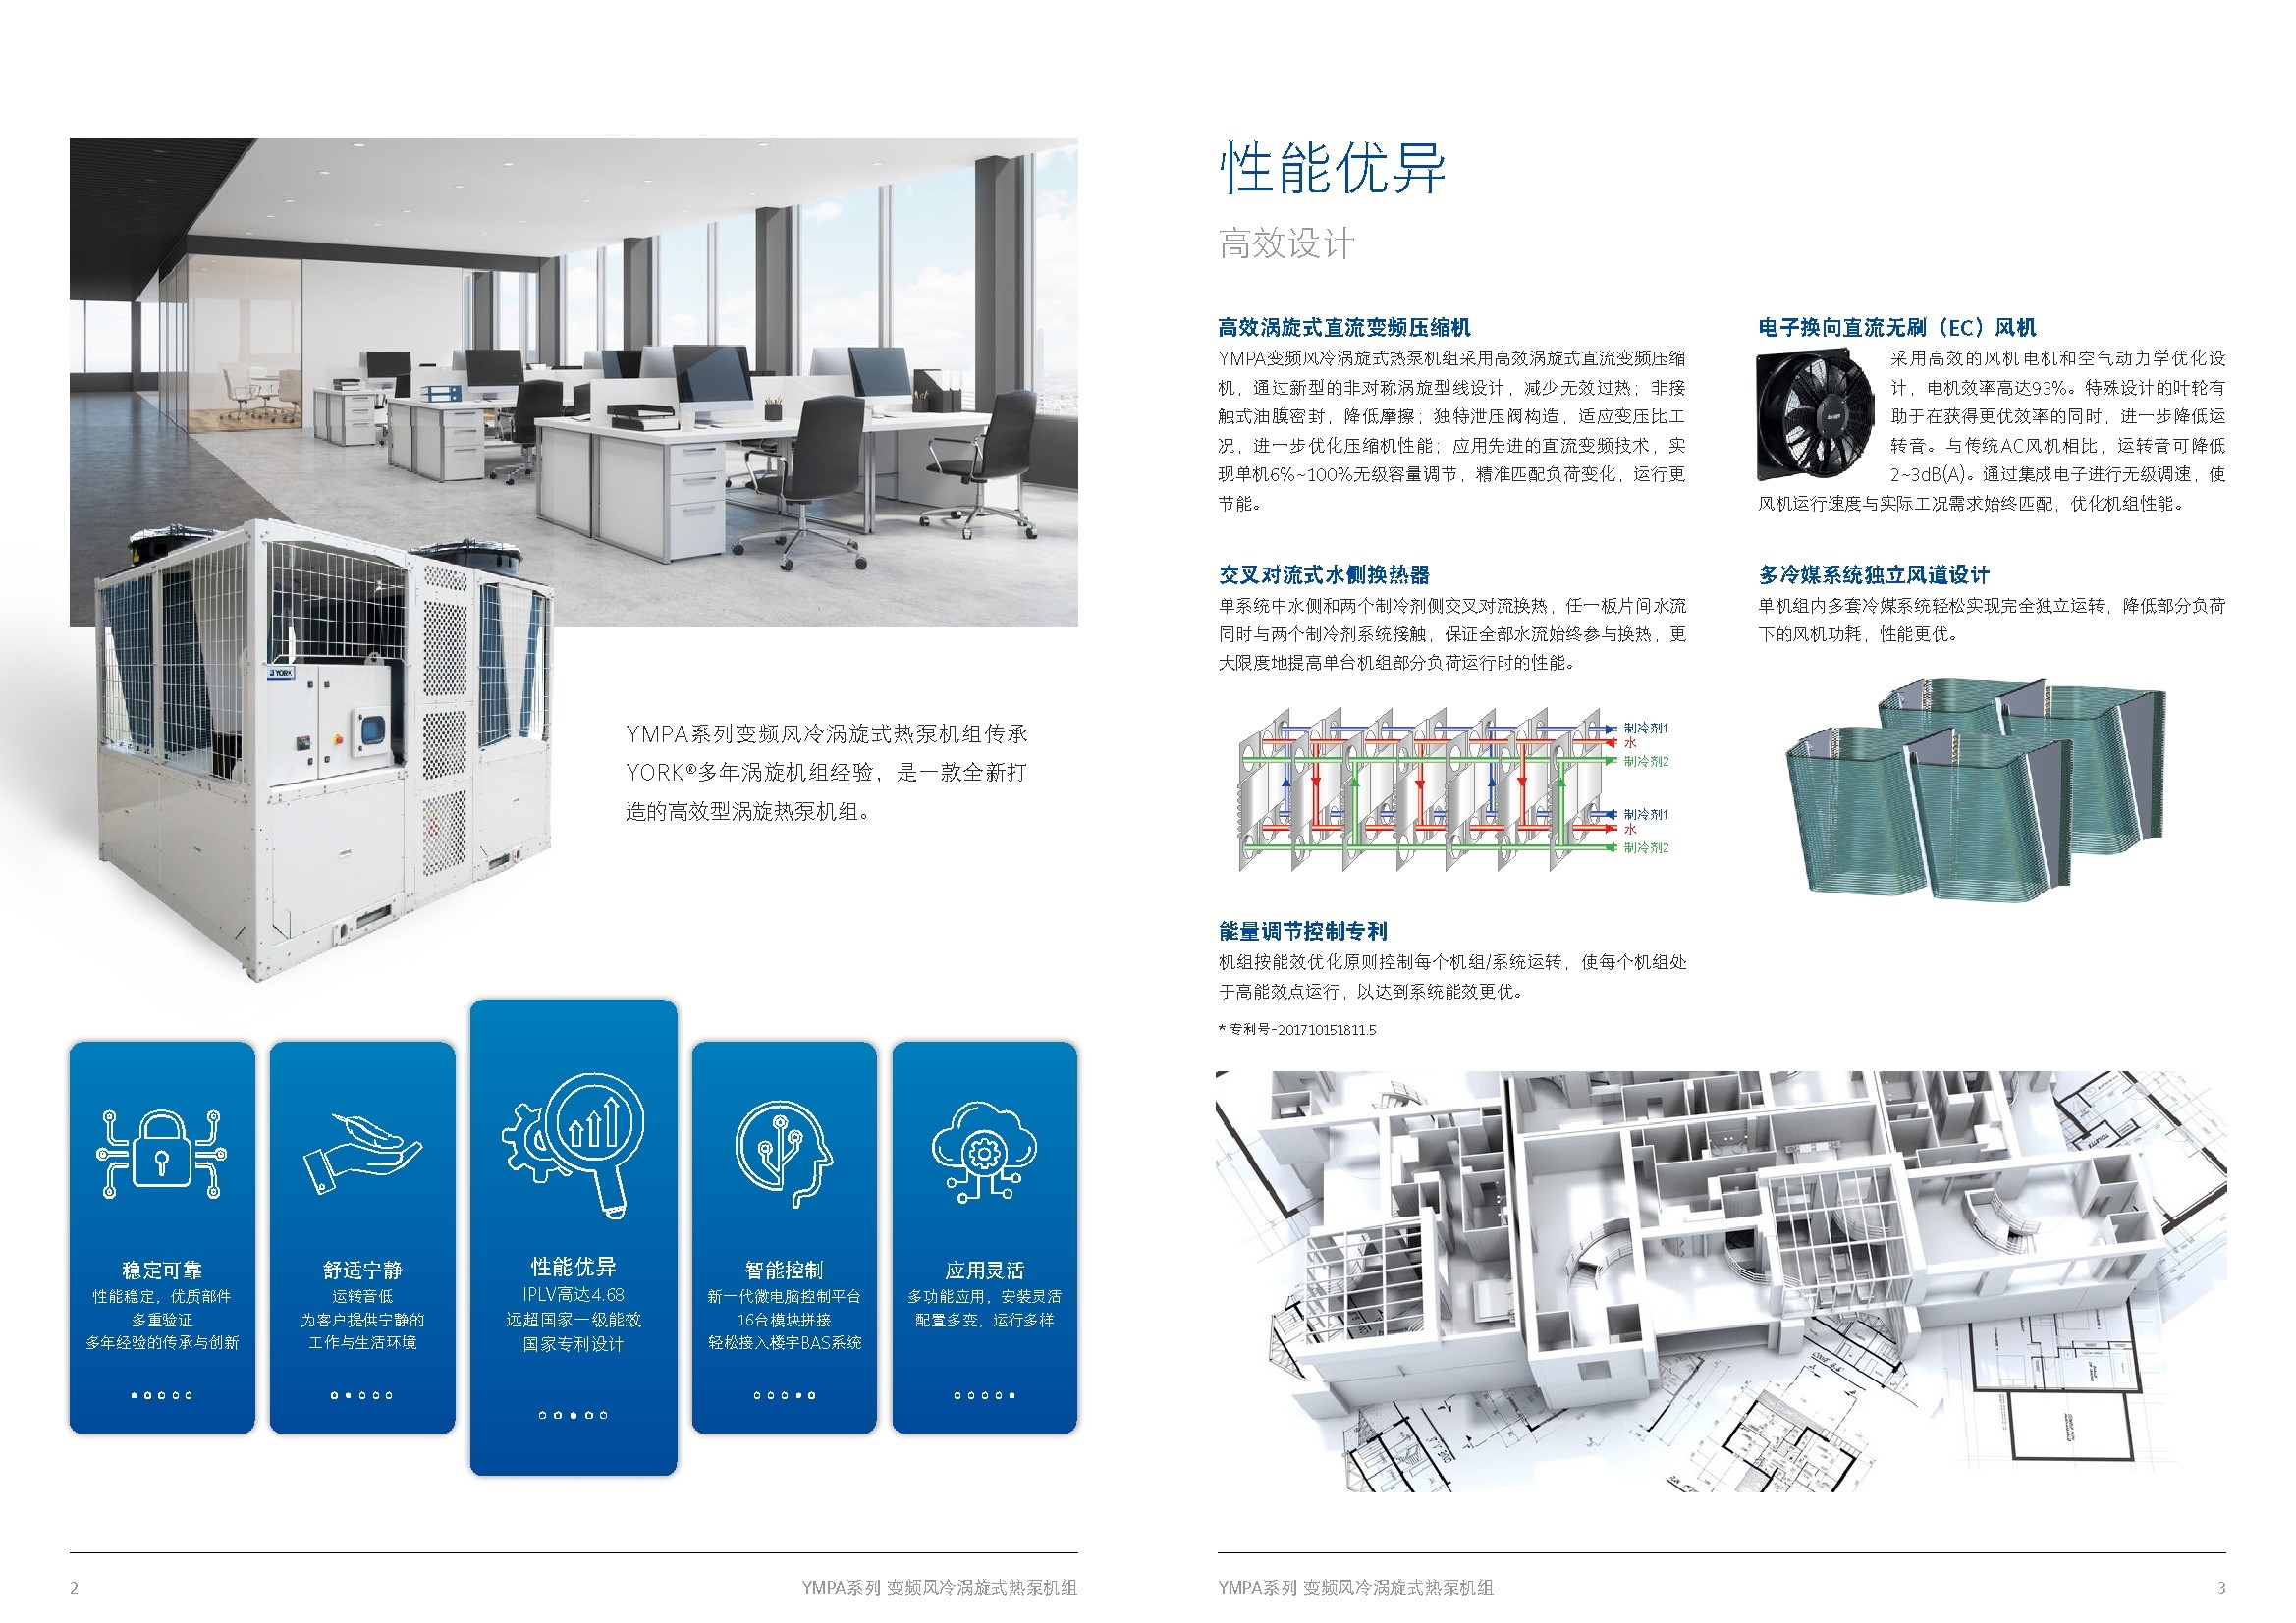 YORK
YMPA系列变频风冷涡旋式热泵机组传承
YORK®多年涡旋机组经验，是一款全新打
造的高效型涡旋热泵机组。
稳定可靠
性能稳定，优质部件
多重验证
多年经验的传承与创新
舒适宁静
运转音低
为客户提供宁静的
工作与生活环境
性能优异
IPLV高达4.68
远超国家一级能效
国家专利设计
智能控制
新一代微电脑控制平台
16台模块拼接
轻松接入楼宇BAS系统
应用灵活
多功能应用，安装灵活
配置多变，运行多样
2
YMPA系列 变频风冷涡旋式热泵机组
性能优异
高效设计
高效涡旋式直流变频压缩机
YMPA变频风冷涡旋式热泵机组采用高效涡旋式直流变频压缩
机，通过新型的非对称涡旋型线设计，减少无效过热；非接
触式油膜密封，降低摩擦；独特泄压阀构造，适应变压比工
况，进一步优化压缩机性能；应用先进的直流变频技术，实
现单机6%~100%无级容量调节，精准匹配负荷变化，运行更
节能。
交叉对流式水侧换热器
单系统中水侧和两个制冷剂侧交叉对流换热，任一板片间水流
同时与两个制冷剂系统接触，保证全部水流始终参与换热，更
大限度地提高单台机组部分负荷运行时的性能。
制冷剂1
水
制冷剂2
制冷剂1
水
制冷剂2
能量调节控制专利
机组按能效优化原则控制每个机组/系统运转，使每个机组处
于高能效点运行，以达到系统能效更优。
* 专利号-201710151811.5
电子换向直流无刷（EC）风机
采用高效的风机电机和空气动力学优化设
计，电机效率高达93%。特殊设计的叶轮有
助于在获得更优效率的同时，进一步降低运
转音。与传统AC风机相比，运转音可降低
2~3dB(A)。通过集成电子进行无级调速，使
风机运行速度与实际工况需求始终匹配，优化机组性能。
多冷媒系统独立风道设计
单机组内多套冷媒系统轻松实现完全独立运转，降低部分负荷
下的风机功耗，性能更优。
YMPA系列 变频风冷涡旋式热泵机组
3